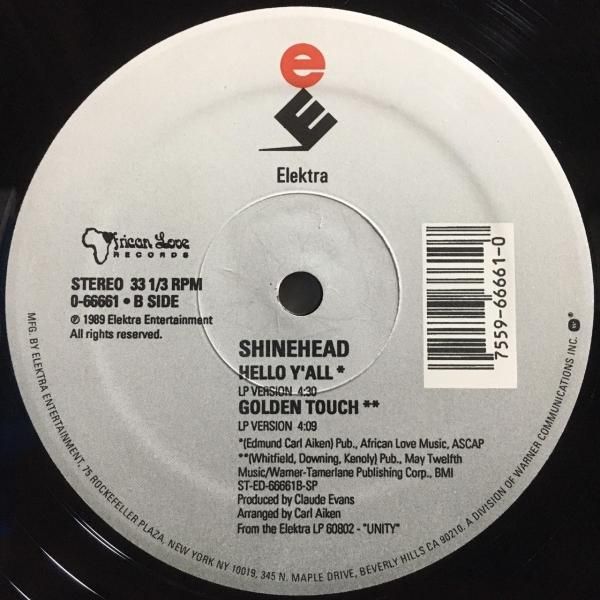 e
E
Elektra
African Love
RECORDS
STEREO 33 1/3 RPM
0-66661 • B SIDE
℗ 1989 Elektra Entertainment
All rights reserved.
7559-66661-0
SHINEHEAD
HELLO Y'ALL *
LP VERSION 4:30
GOLDEN TOUCH **
LP VERSION 4:09
*(Edmund Carl Aiken) Pub., African Love Music, ASCAP
**(Whitfield, Downing, Kenoly) Pub., May Twelfth
Music/Warner-Tamerlane Publishing Corp., BMI
ST-ED-66661B-SP
Produced by Claude Evans
Arranged by Carl Aiken
From the Elektra LP 60802 - "UNITY"
MFG. BY ELEKTRA ENTERTAINMENT, 75 ROCKEFELLER PLAZA, NEW YORK NY 10019, 345 N. MAPLE DRIVE, BEVERLY HILLS CA 90210. A DIVISION OF WARNER COMMUNICATIONS INC.